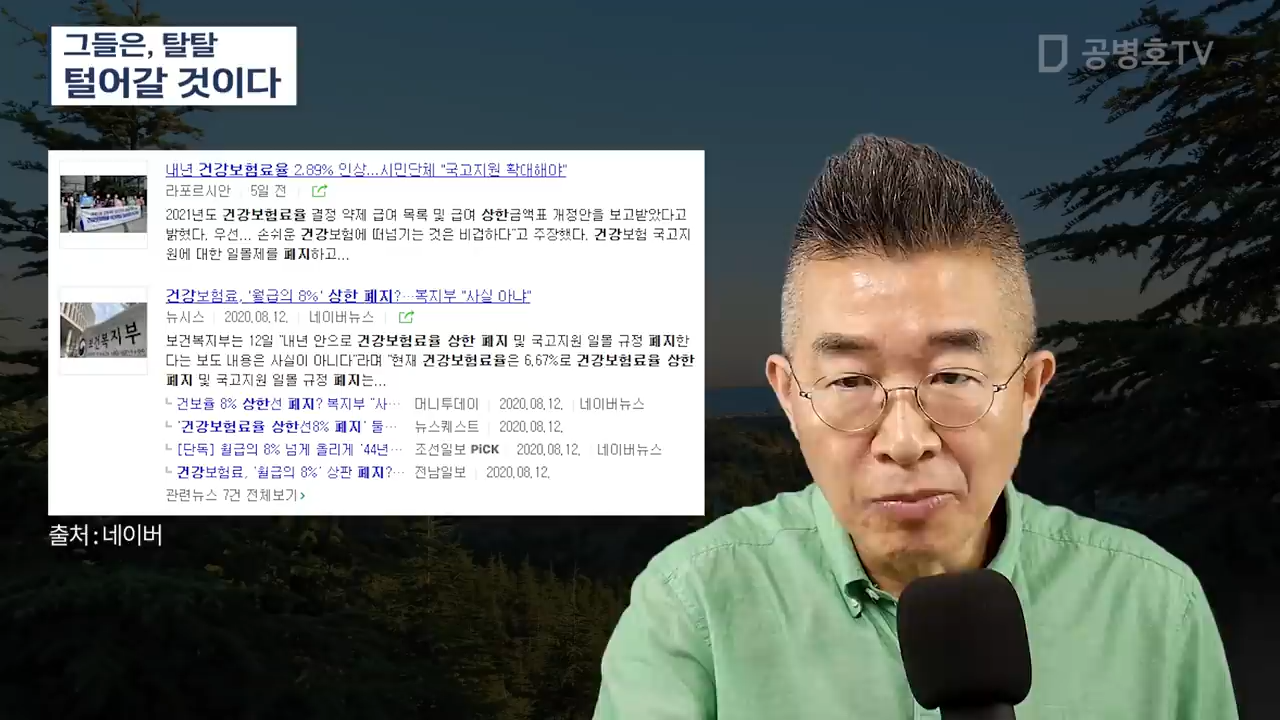 그들은, 탈탈
털어갈 것이다
공병호TV
내년 건강보험료율 2.89% 인상...시민단체 "국고지원 확대해야"
라포르시안 5일 전
2021년도 건강보험료율 결정 약제 급여 목록 및 급여 상한금액표 개정안을 보고받았다고
밝혔다. 우선... 손쉬운 건강보험에 떠넘기는 것은 비겁하다"고 주장했다. 건강보험 국고지
원에 대한 일몰제를 폐지하고...
건강보험료, '월급의 8%' 상한 폐지?…복지부 "사실 아냐"
뉴시스 2020.08.12. 네이버뉴스
보건복지부는 12일 "내년 안으로 건강보험료율 상한 폐지 및 국고지원 일몰 규정 폐지한
다는 보도 내용은 사실이 아니다"라며 "현재 건강보험료율은 6.67%로 건강보험료율 상한
폐지 및 국고지원 일몰 규정 폐지는...
건보율 8% 상한선 폐지? 복지부 "사… 머니투데이 2020.08.12. 네이버뉴스
'건강보험료율 상한선8% 폐지' 둘… 뉴스퀘스트 2020.08.12.
[단독] 월급의 8% 넘게 올리게 '44년… 조선일보 PiCK 2020.08.12. 네이버뉴스
건강보험료, '월급의 8%' 상판 폐지?… 전남일보 2020.08.12.
관련뉴스 7건 전체보기 >
보건복지부
출처 : 네이버